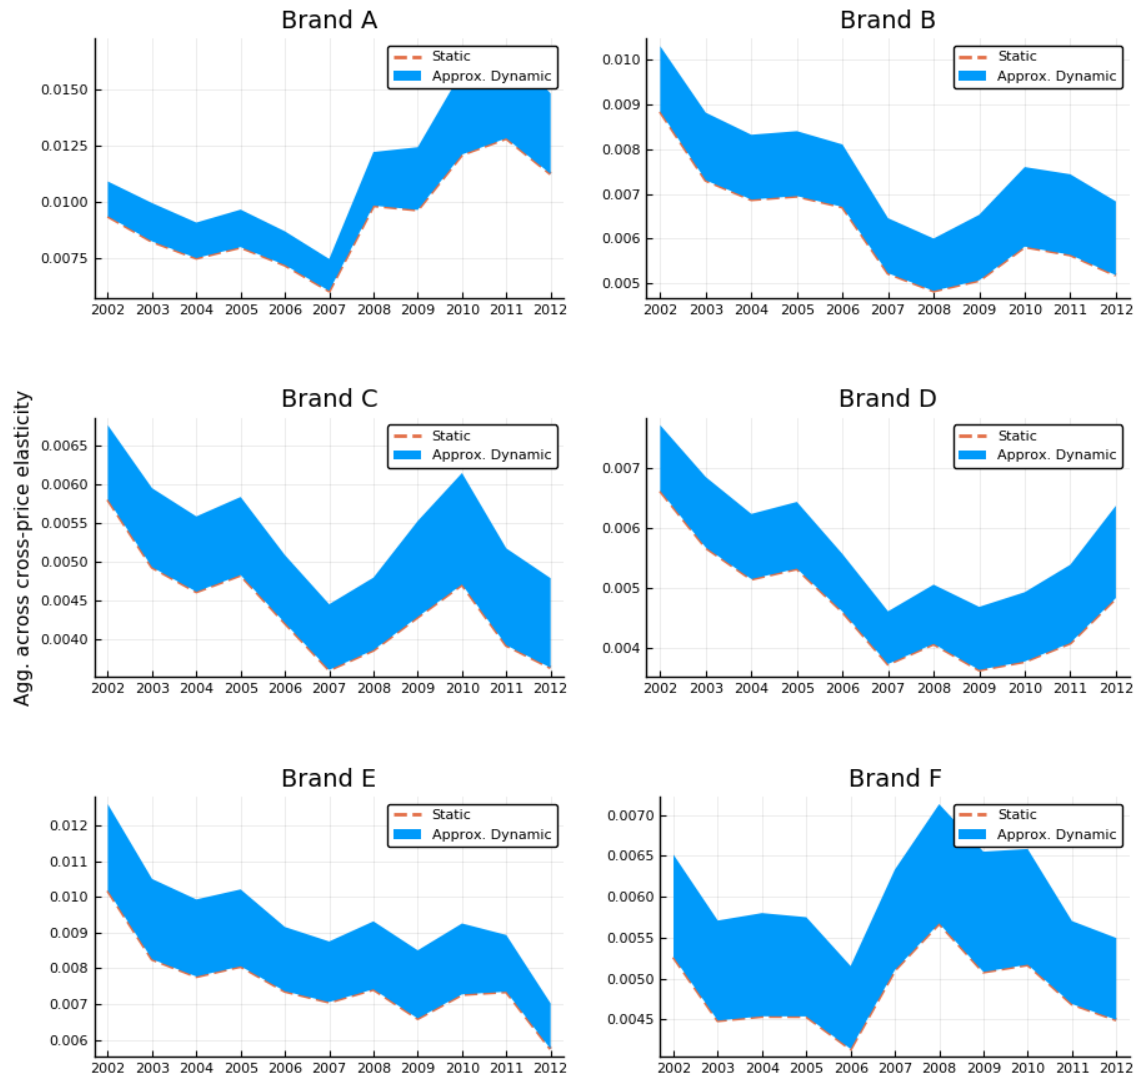 Brand A
Static
Approx. Dynamic
0.0150
0.0125
0.0100
0.0075
2002 2003 2004 2005 2006 2007 2008 2009 2010 2011 2012
Brand B
Static
Approx. Dynamic
0.010
0.009
0.008
0.007
0.006
0.005
2002 2003 2004 2005 2006 2007 2008 2009 2010 2011 2012
Agg. across cross-price elasticity
Brand C
Static
Approx. Dynamic
0.0065
0.0060
0.0055
0.0050
0.0045
0.0040
2002 2003 2004 2005 2006 2007 2008 2009 2010 2011 2012
Brand D
Static
Approx. Dynamic
0.007
0.006
0.005
0.004
2002 2003 2004 2005 2006 2007 2008 2009 2010 2011 2012
Brand E
Static
Approx. Dynamic
0.012
0.011
0.010
0.009
0.008
0.007
0.006
2002 2003 2004 2005 2006 2007 2008 2009 2010 2011 2012
Brand F
Static
Approx. Dynamic
0.0070
0.0065
0.0060
0.0055
0.0050
0.0045
2002 2003 2004 2005 2006 2007 2008 2009 2010 2011 2012